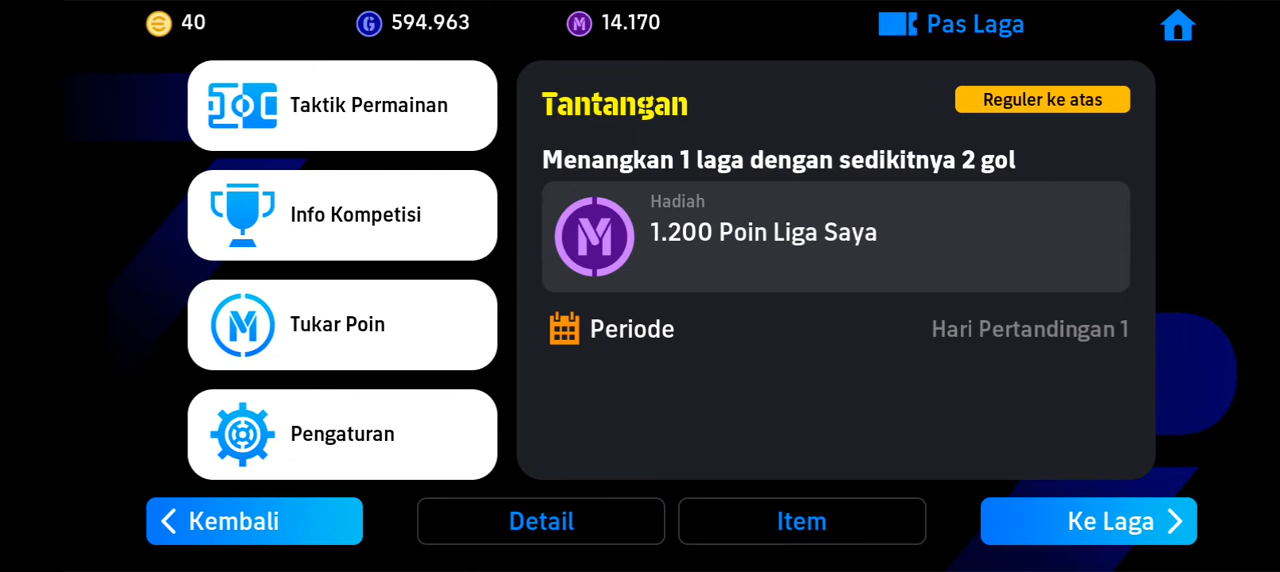 40
594.963
14.170
Pas Laga
Taktik Permainan
Info Kompetisi
Tukar Poin
Pengaturan
Tantangan
Reguler ke atas
Menangkan 1 laga dengan sedikitnya 2 gol
Hadiah
1.200 Poin Liga Saya
Periode
Hari Pertandingan 1
Kembali
Detail
Item
Ke Laga